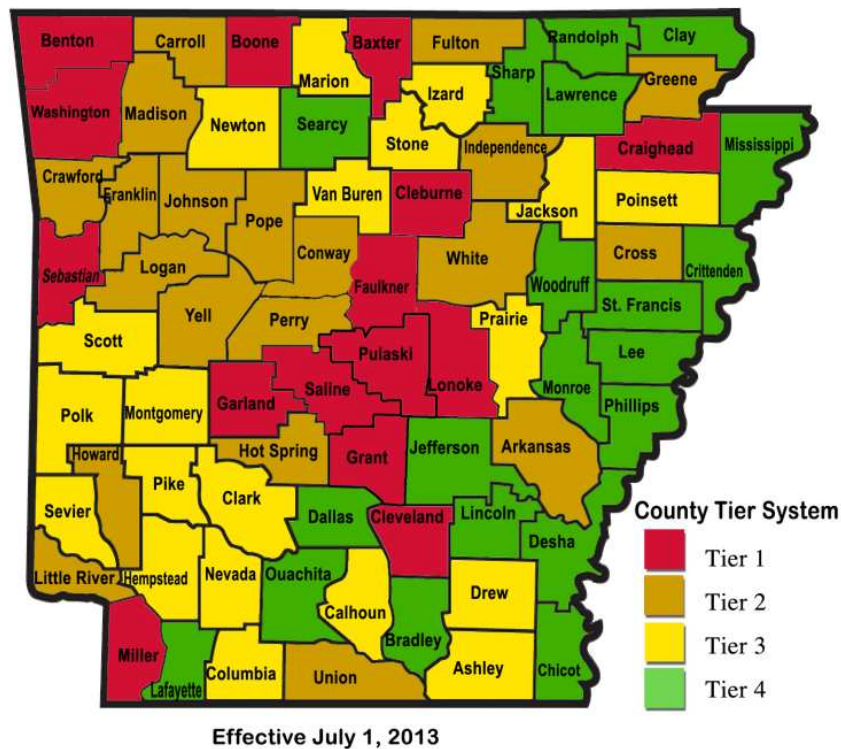 Benton
Carroll
Boone
Baxter
Fulton
Randolph
Clay
Marion
Sharp
Izard
Greene
Washington
Madison
Newton
Searcy
Stone
Lawrence
Independence
Craighead
Mississippi
Crawford
Franklin
Johnson
Pope
Van Buren
Cleburne
Jackson
Poinsett
Sebastian
Logan
Conway
White
Cross
Crittenden
Faulkner
Woodruff
St. Francis
Yell
Perry
Prairie
Scott
Pulaski
Lonoke
Lee
Saline
Garland
Monroe
Phillips
Polk
Montgomery
Howard
Hot Spring
Grant
Jefferson
Arkansas
Pike
Clark
Sevier
Dallas
Cleveland
Lincoln
Desha
Little River
Hempstead
Nevada
Ouachita
Calhoun
Drew
Bradley
Miller
Lafayette
Columbia
Union
Ashley
Chicot
County Tier System
Tier 1
Tier 2
Tier 3
Tier 4
Effective July 1, 2013